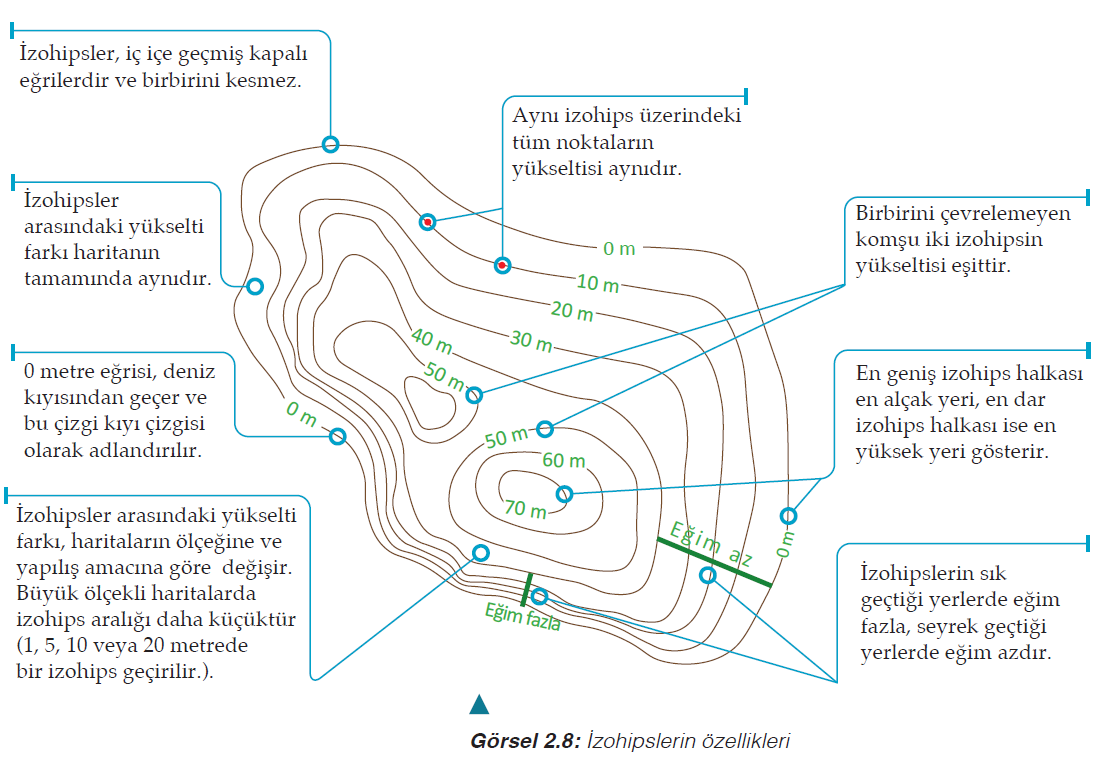 İzohipsler, iç içe geçmiş kapalı
eğrilerdir ve birbirini kesmez.
Aynı izohips üzerindeki
tüm noktaların
yükseltisi aynıdır.
İzohipsler
arasındaki yükselti
farkı haritanın
tamamında aynıdır.
Birbirini çevrelemeyen
komşu iki izohipsin
yükseltisi eşittir.
0 metre eğrisi, deniz
kıyısından geçer ve
bu çizgi kıyı çizgisi
olarak adlandırılır.
En geniş izohips halkası
en alçak yeri, en dar
izohips halkası ise en
yüksek yeri gösterir.
İzohipsler arasındaki yükselti
farkı, haritaların ölçeğine ve
yapılış amacına göre değişir.
Büyük ölçekli haritalarda
izohips aralığı daha küçüktür
(1, 5, 10 veya 20 metrede
bir izohips geçirilir.).
İzohipslerin sık
geçtiği yerlerde eğim
fazla, seyrek geçtiği
yerlerde eğim azdır.
0 m
10 m
20 m
30 m
40 m
50 m
0 m
50 m
60 m
70 m
Eğim az
0 m
Eğim fazla
Görsel 2.8: İzohipslerin özellikleri